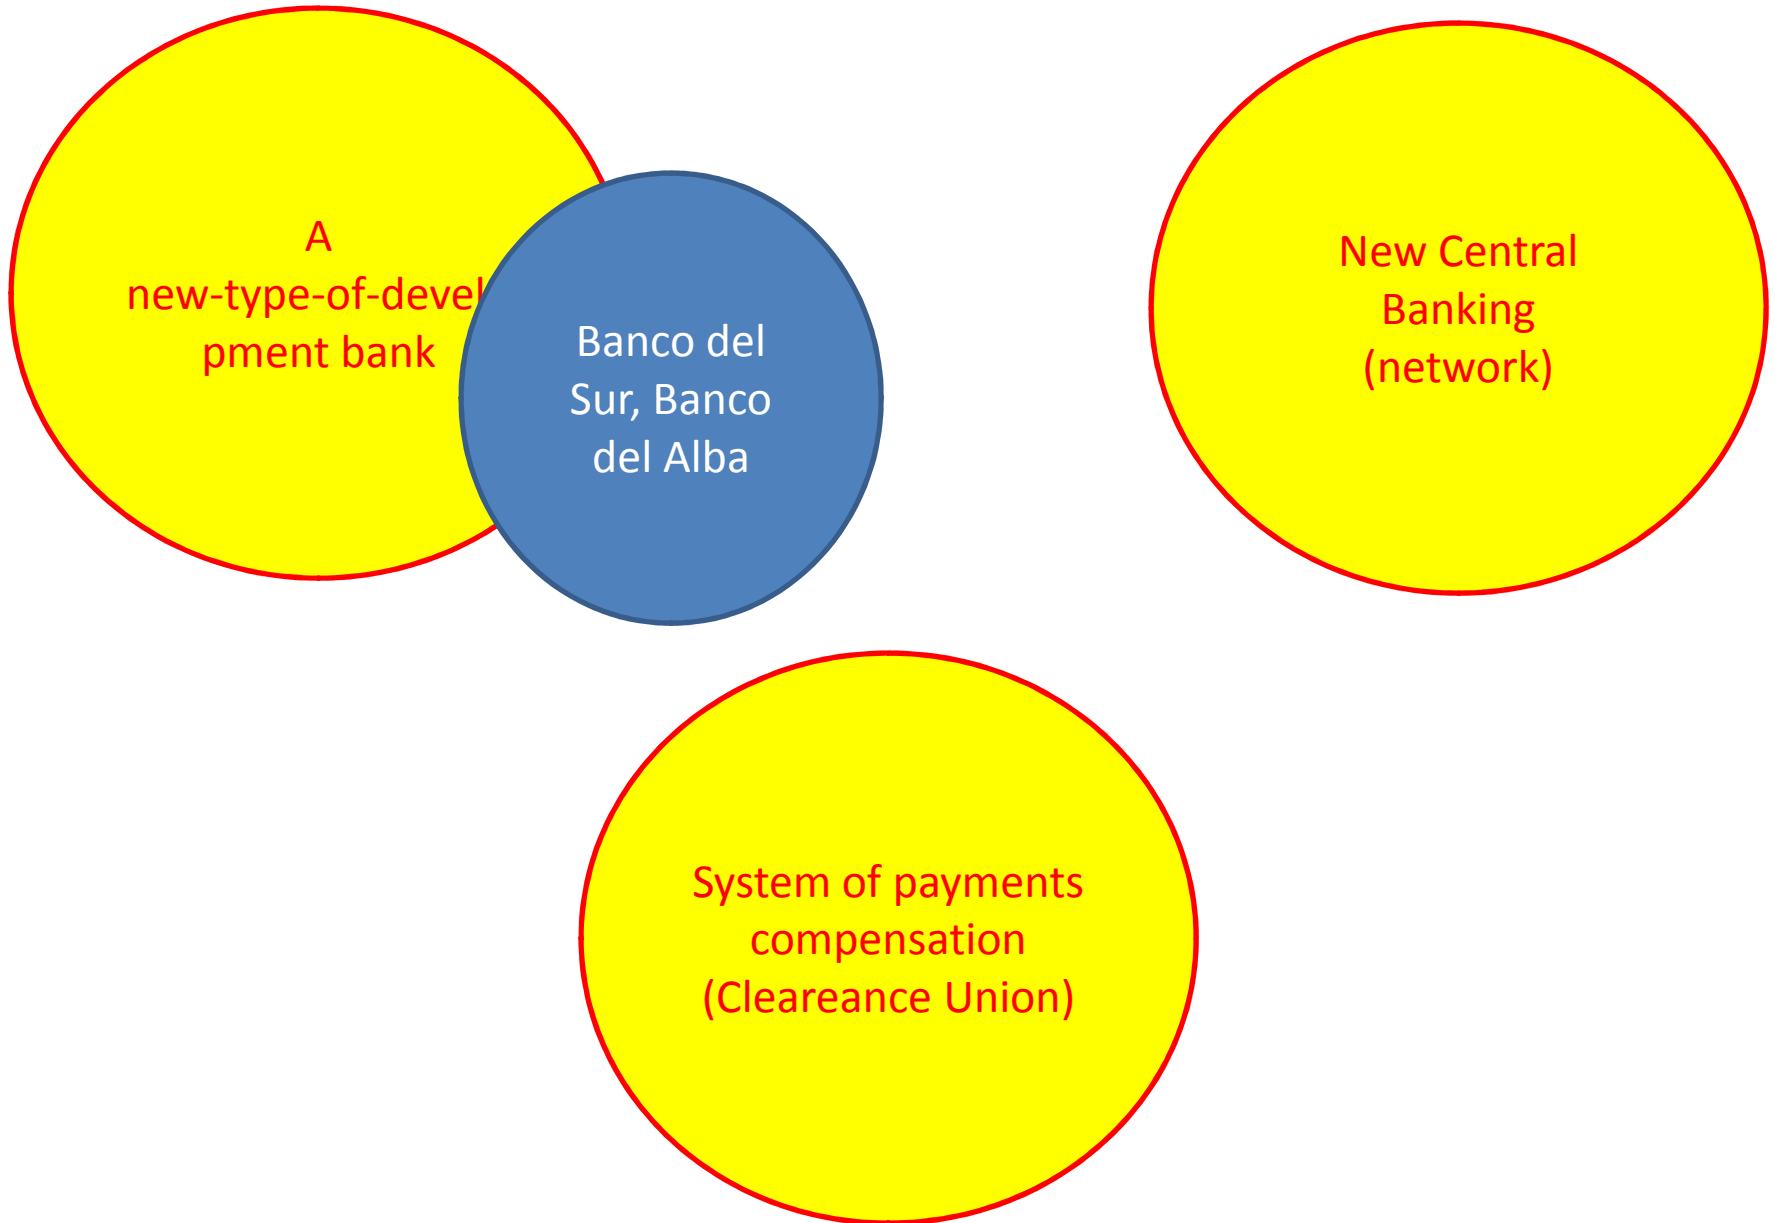 A
new-type-of-devel
pment bank
Banco del
Sur, Banco
del Alba
New Central
Banking
(network)
System of payments
compensation
(Cleareance Union)